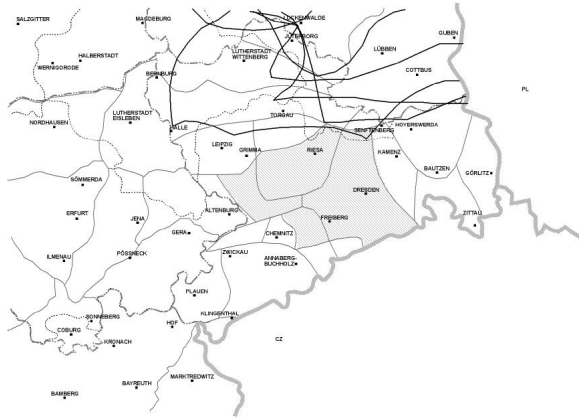 SALZGITTER
MAGDEBURG
LUCKENWALDE
JÜTERBORG
GUBEN
LÜBBEN
HALBERSTADT
WERNIGORODE
LUTHERSTADT
WITTENBERG
COTTBUS
BERNBURG
PL
LUTHERSTADT
EISLEBEN
TORGAU
NORDHAUSEN
HALLE
SENFTENBERG
HOYERSWERDA
LEIPZIG
GRIMMA
RIESA
KAMENZ
BAUTZEN
GÖRLITZ
SÖMMERDA
DRESDEN
ERFURT
JENA
ALTENBURG
FREIBERG
ZITTAU
GERA
CHEMNITZ
ILMENAU
PÖSSNECK
ZWICKAU
ANNABERG-
BUCHHOLZ
PLAUEN
SONNEBERG
HOF
KLINGENTHAL
COBURG
KRONACH
CZ
BAYREUTH
MARKTREDWITZ
BAMBERG